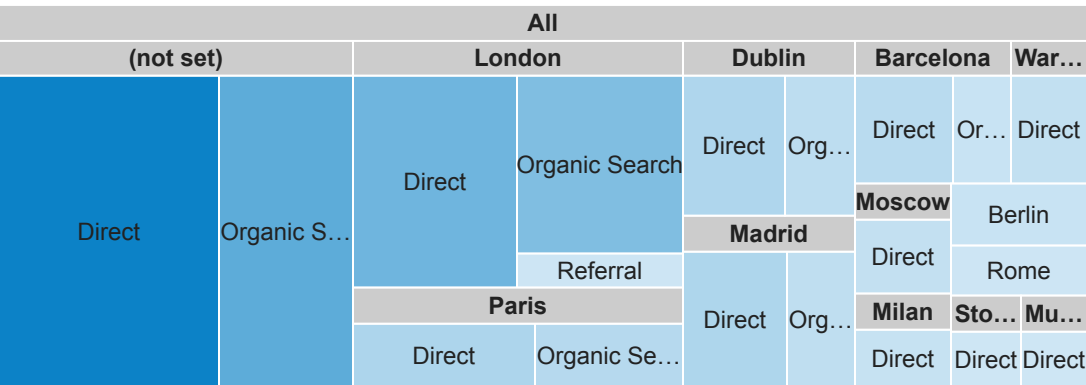 All
(not set)
London
Dublin
Barcelona
War…
Direct
Organic S…
Direct
Organic Search
Referral
Paris
Direct
Organic Se…
Direct
Org…
Madrid
Direct
Org…
Direct
Or…
Direct
Moscow
Direct
Berlin
Rome
Milan
Direct
Sto…
Direct
Mu…
Direct